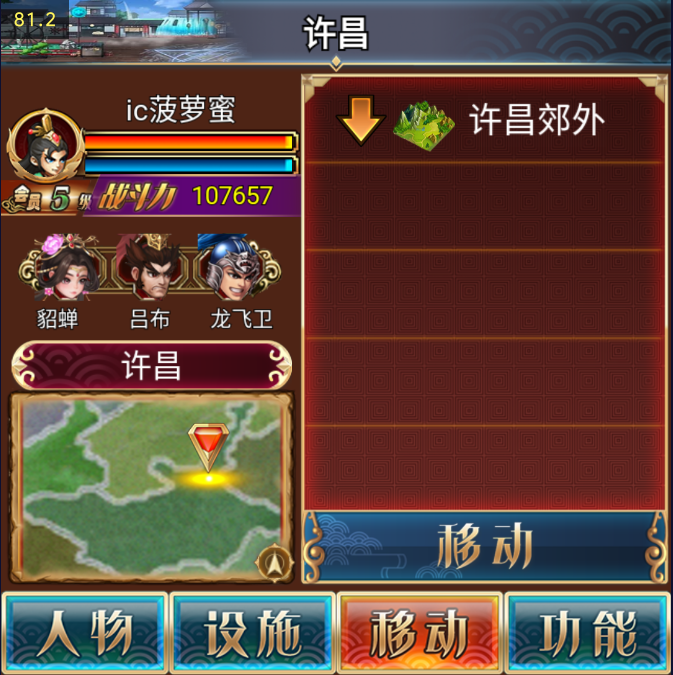 81.2
许昌
ic菠萝蜜
会员5级 战斗力 107657
貂蝉 吕布 龙飞卫
许昌
许昌郊外
移动
人物 设施 移动 功能